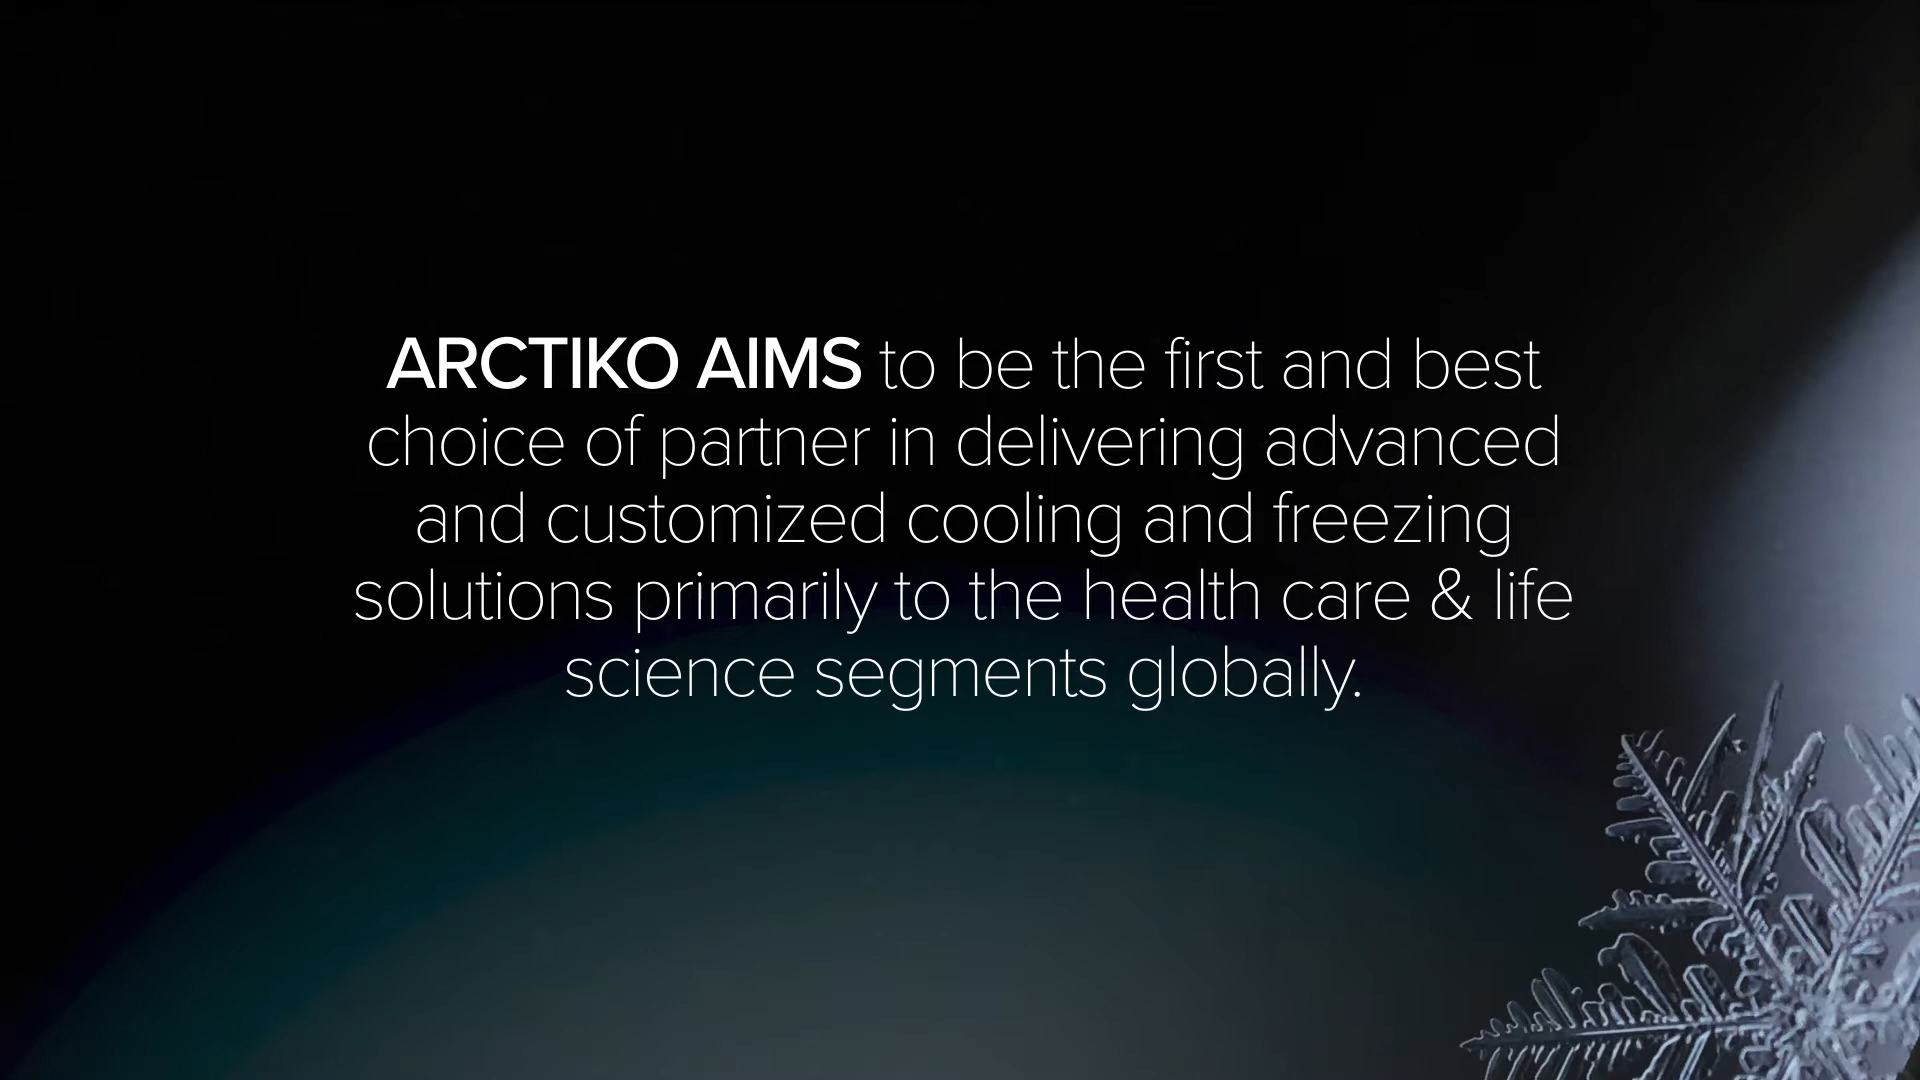 ARCTIKO AIMS to be the first and best
choice of partner in delivering advanced
and customized cooling and freezing
solutions primarily to the health care & life
science segments globally.